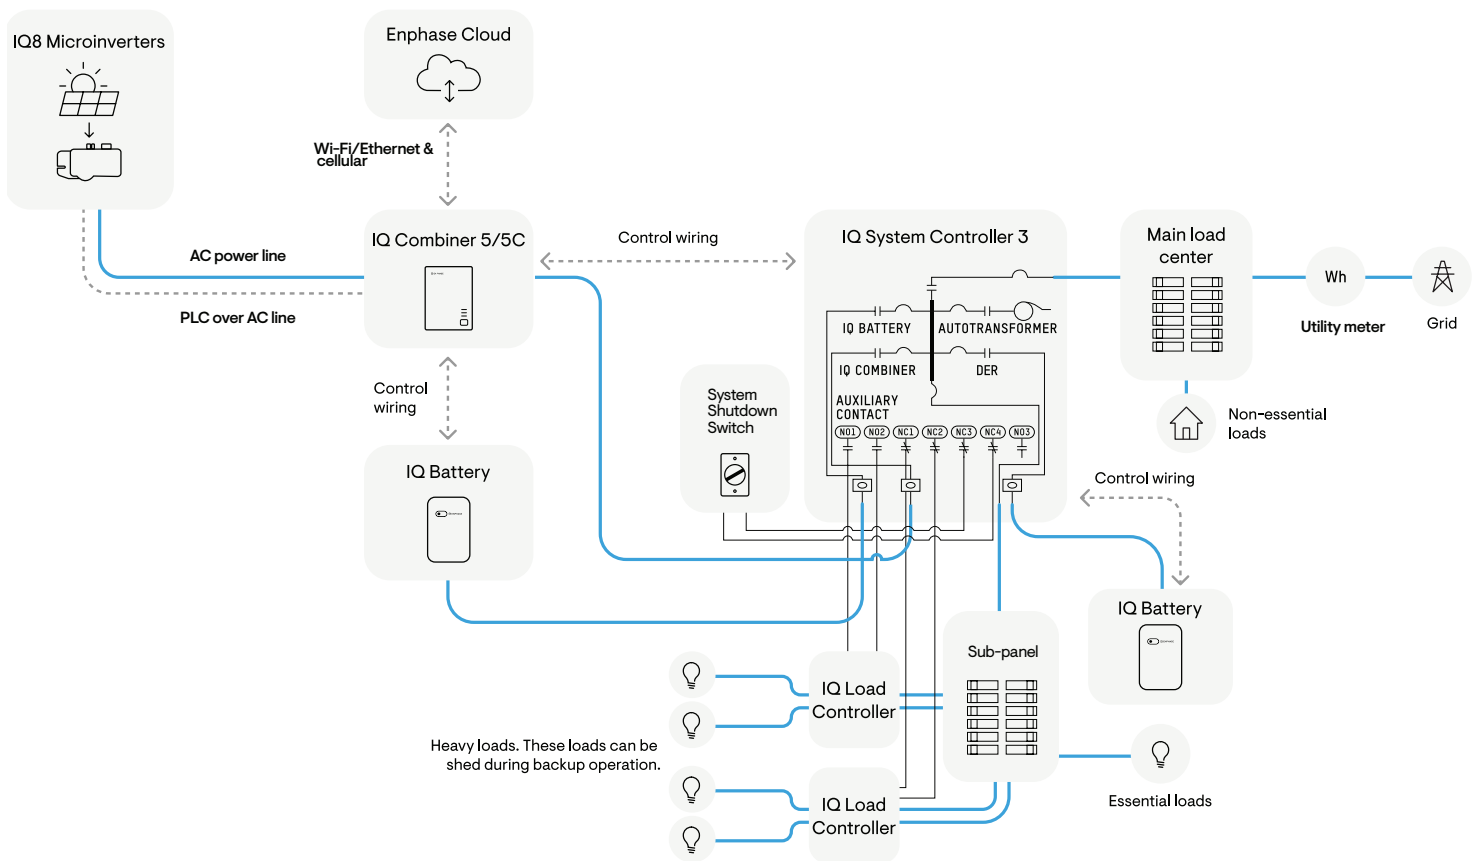 IQ8 Microinverters
Enphase Cloud
Wi-Fi/Ethernet &
cellular
AC power line
PLC over AC line
IQ Combiner 5/5C
Control wiring
IQ System Controller 3
Main load
center
Wh
Utility meter
Grid
IQ BATTERY
AUTOTRANSFORMER
IQ COMBINER
DER
AUXILIARY
CONTACT
NO1
NO2
NC1
NC2
NC3
NC4
NO3
Non-essential
loads
Control
wiring
System
Shutdown
Switch
IQ Battery
Control wiring
IQ Battery
Sub-panel
IQ Load
Controller
Heavy loads. These loads can be
shed during backup operation.
IQ Load
Controller
Essential loads